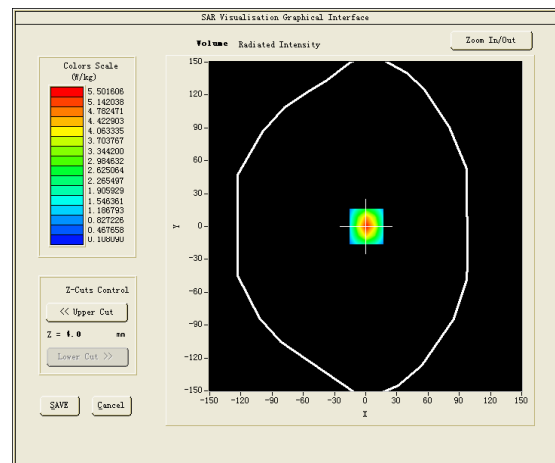 SAR Visualisation Graphical Interface
Volume Radiated Intensity
Zoom In/Out
Colors Scale
(W/kg)
5.501606
5.142038
4.782471
4.422903
4.063335
3.703767
3.344200
2.984632
2.625064
2.265497
1.905929
1.546361
1.186793
0.827226
0.467658
0.108090
Z-Cuts Control
<< Upper Cut
Z = 4.0 mm
Lower Cut >>
SAVE Cancel
150
120
90
60
30
0
-30
-60
-90
-120
-150
Y
-150 -120 -90 -60 -30 0 30 60 90 120 150
X